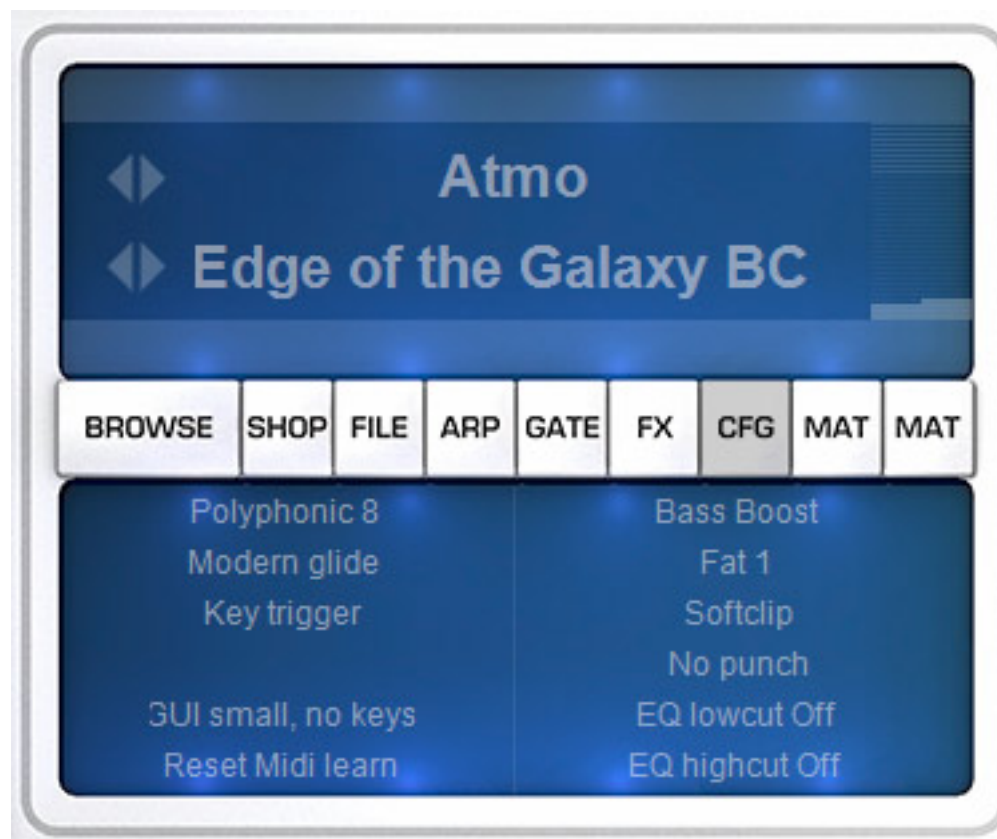 Atmo
Edge of the Galaxy BC
BROWSE SHOP FILE ARP GATE FX CFG MAT MAT
Polyphonic 8
Modern glide
Key trigger
GUI small, no keys
Reset Midi learn
Bass Boost
Fat 1
Softclip
No punch
EQ lowcut Off
EQ highcut Off